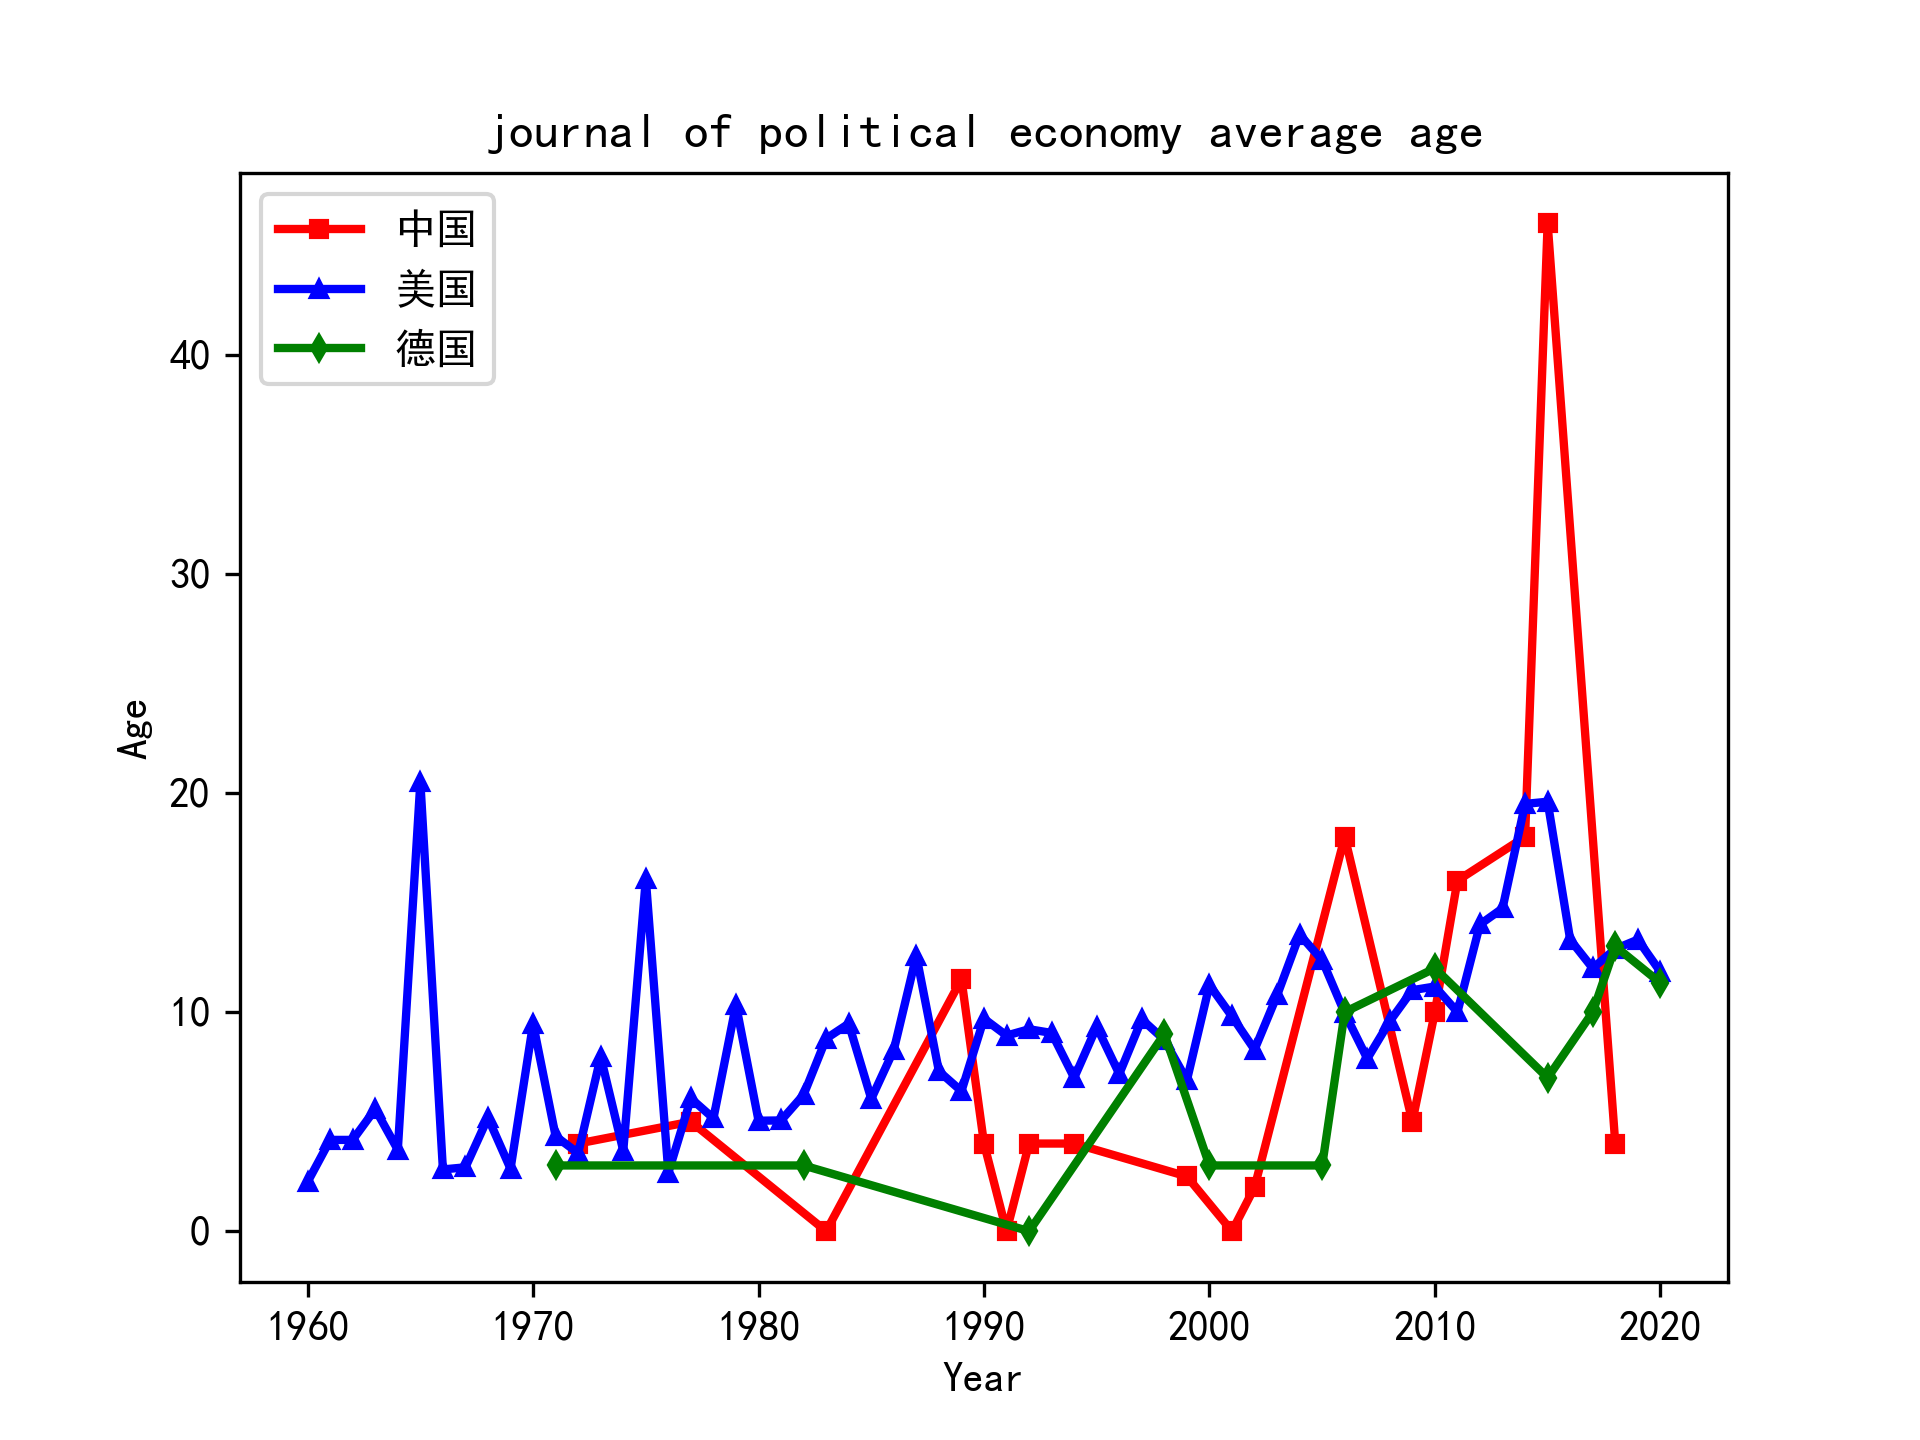 journal of political economy average age
中国
美国
德国
40
30
20
10
0
Age
1960 1970 1980 1990 2000 2010 2020
Year